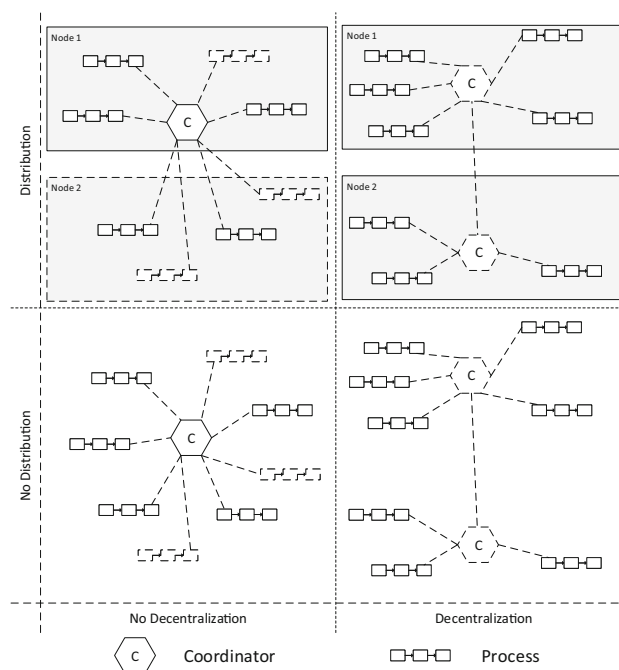 Distribution
Node 1
C
Node 2
Node 1
C
Node 2
C
No Distribution
C
C
C
No Decentralization
Decentralization
C
Coordinator
Process